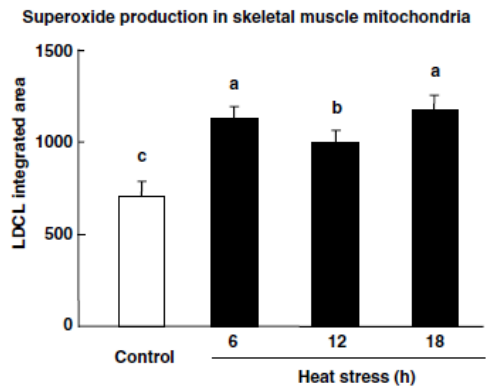 Superoxide production in skeletal muscle mitochondria
LDCL integrated area
1500
1000
500
0
c
a
b
a
Control
6
12
18
Heat stress (h)